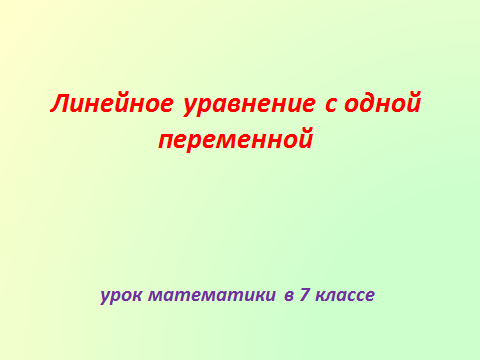 Линейное уравнение с одной
переменной
урок математики в 7 классе